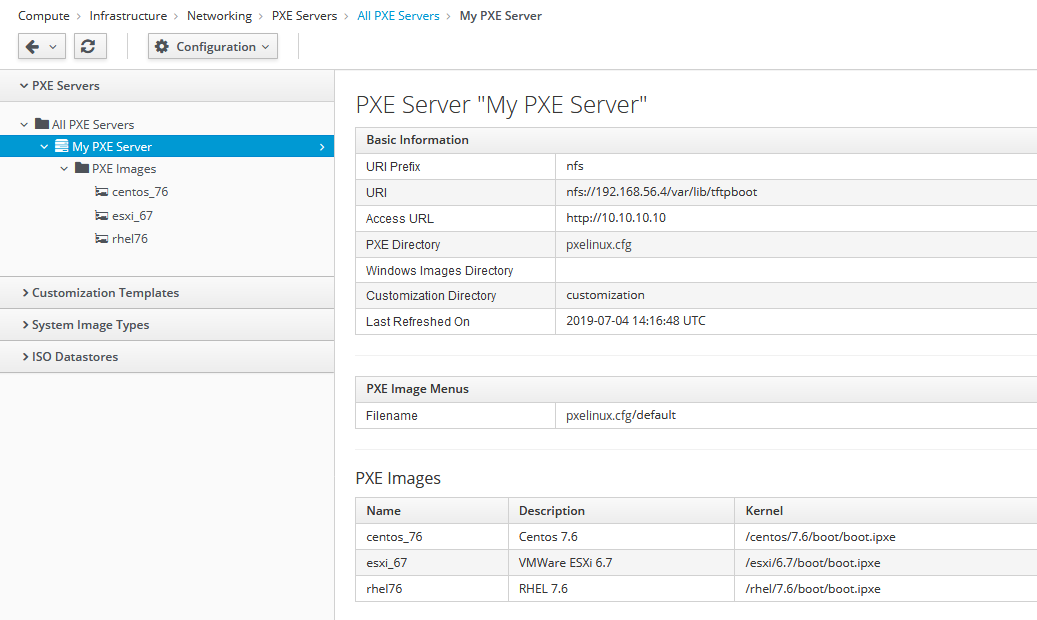 Compute > Infrastructure > Networking > PXE Servers > All PXE Servers > My PXE Server
Configuration
PXE Servers
All PXE Servers
My PXE Server
PXE Images
centos_76
esxi_67
rhel76
Customization Templates
System Image Types
ISO Datastores
PXE Server "My PXE Server"
Basic Information
URI Prefix nfs
URI nfs://192.168.56.4/var/lib/tftpboot
Access URL http://10.10.10.10
PXE Directory pxelinux.cfg
Windows Images Directory
Customization Directory customization
Last Refreshed On 2019-07-04 14:16:48 UTC
PXE Image Menus
Filename pxelinux.cfg/default
PXE Images
Name Description Kernel
centos_76 Centos 7.6 /centos/7.6/boot/boot.ipxe
esxi_67 VMWare ESXi 6.7 /esxi/6.7/boot/boot.ipxe
rhel76 RHEL 7.6 /rhel/7.6/boot/boot.ipxe